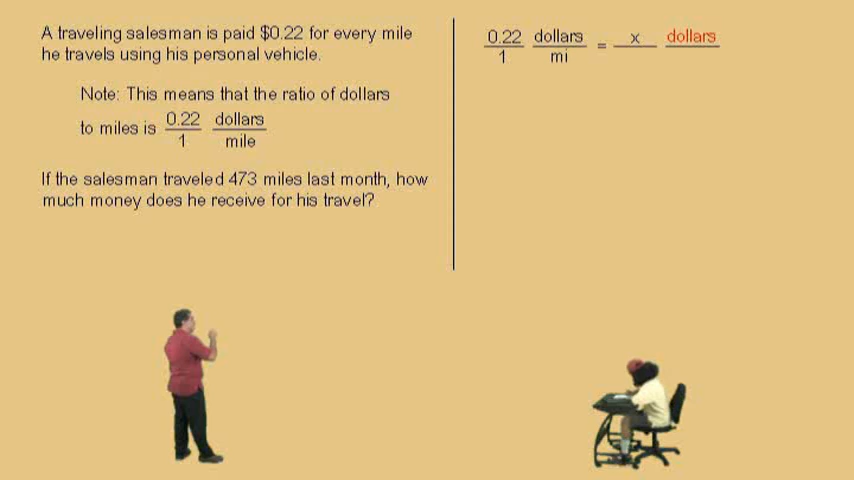 A traveling salesman is paid $0.22 for every mile
he travels using his personal vehicle.
Note: This means that the ratio of dollars
to miles is 0.22/1 dollars/mile
If the salesman traveled 473 miles last month, how
much money does he receive for his travel?
0.22/1 dollars/mi = x/ dollars/